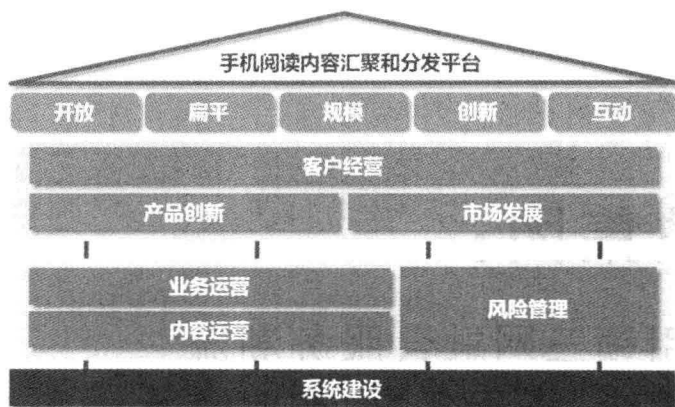 手机阅读内容汇聚和分发平台
开放 扁平 规模 创新 互动
客户经营
产品创新 市场发展
业务运营
风险管理
内容运营
系统建设